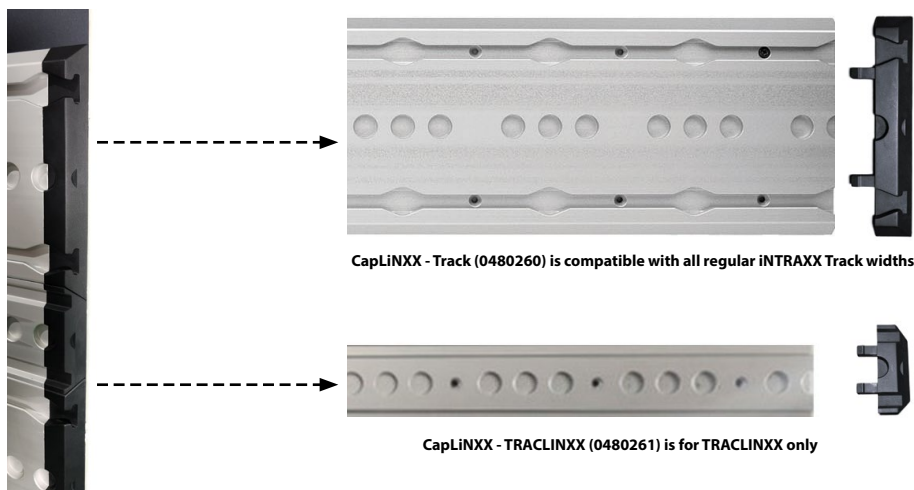 CapLiNXX - Track (0480260) is compatible with all regular iNTRAXX Track widths
CapLiNXX - TRACLINXX (0480261) is for TRACLINXX only